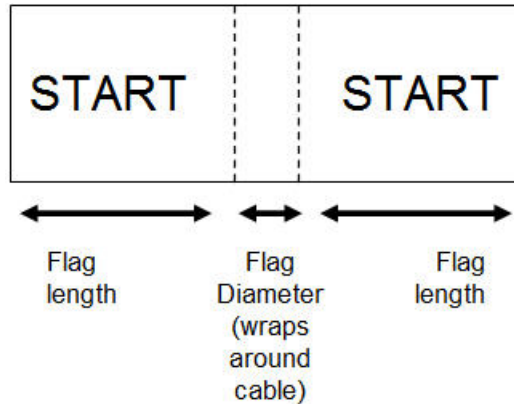 START START
Flag Flag Flag
length Diameter length
(wraps
around
cable)